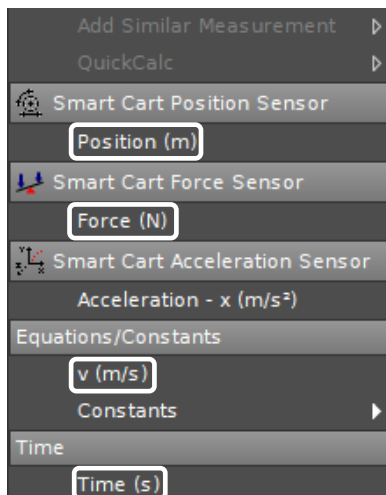 Add Similar Measurement
QuickCalc
Smart Cart Position Sensor
Position (m)
Smart Cart Force Sensor
Force (N)
Smart Cart Acceleration Sensor
Acceleration - x (m/s²)
Equations/Constants
v (m/s)
Constants
Time
Time (s)